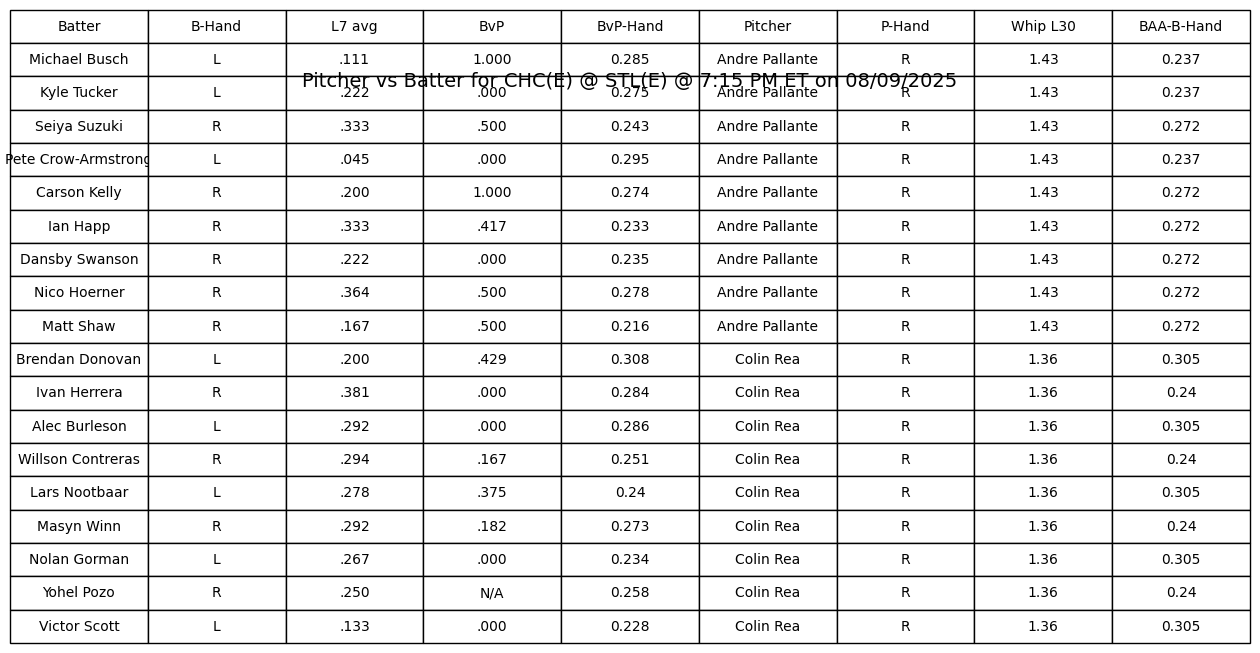 Batter B-Hand L7 avg BvP BvP-Hand Pitcher P-Hand Whip L30 BAA-B-Hand
Michael Busch L .111 1.000 0.285 Andre Pallante R 1.43 0.237
Pitcher vs Batter for CHC(E) @ STL(E) @ 7:15 PM ET on 08/09/2025
Kyle Tucker L .222 .000 0.275 Andre Pallante R 1.43 0.237
Seiya Suzuki R .333 .500 0.243 Andre Pallante R 1.43 0.272
Pete Crow-Armstrong L .045 .000 0.295 Andre Pallante R 1.43 0.237
Carson Kelly R .200 1.000 0.274 Andre Pallante R 1.43 0.272
Ian Happ R .333 .417 0.233 Andre Pallante R 1.43 0.272
Dansby Swanson R .222 .000 0.235 Andre Pallante R 1.43 0.272
Nico Hoerner R .364 .500 0.278 Andre Pallante R 1.43 0.272
Matt Shaw R .167 .500 0.216 Andre Pallante R 1.43 0.272
Brendan Donovan L .200 .429 0.308 Colin Rea R 1.36 0.305
Ivan Herrera R .381 .000 0.284 Colin Rea R 1.36 0.24
Alec Burleson L .292 .000 0.286 Colin Rea R 1.36 0.305
Willson Contreras R .294 .167 0.251 Colin Rea R 1.36 0.24
Lars Nootbaar L .278 .375 0.24 Colin Rea R 1.36 0.305
Masyn Winn R .292 .182 0.273 Colin Rea R 1.36 0.24
Nolan Gorman L .267 .000 0.234 Colin Rea R 1.36 0.305
Yohel Pozo R .250 N/A 0.258 Colin Rea R 1.36 0.24
Victor Scott L .133 .000 0.228 Colin Rea R 1.36 0.305